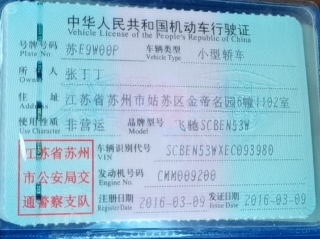 中华人民共和国机动车行驶证
Vehicle License of the People's Republic of China
号牌号码 苏E9W00P 车辆类型 小型轿车
Plate No. Vehicle Type
所有人 张丁丁
Owner
住址 江苏省苏州市姑苏区金帝名园6幢1102室
Address
使用性质 非营运 品牌型号 飞驰SCBEN53W
Use Character Model
江苏省苏州
市公安局交
通警察支队
车辆识别代号 SCBEN53WXEC093980
VIN
发动机号码 CMM009200
Engine No.
注册日期 2016-03-09 发证日期 2016-03-09
Register Date Issue Date